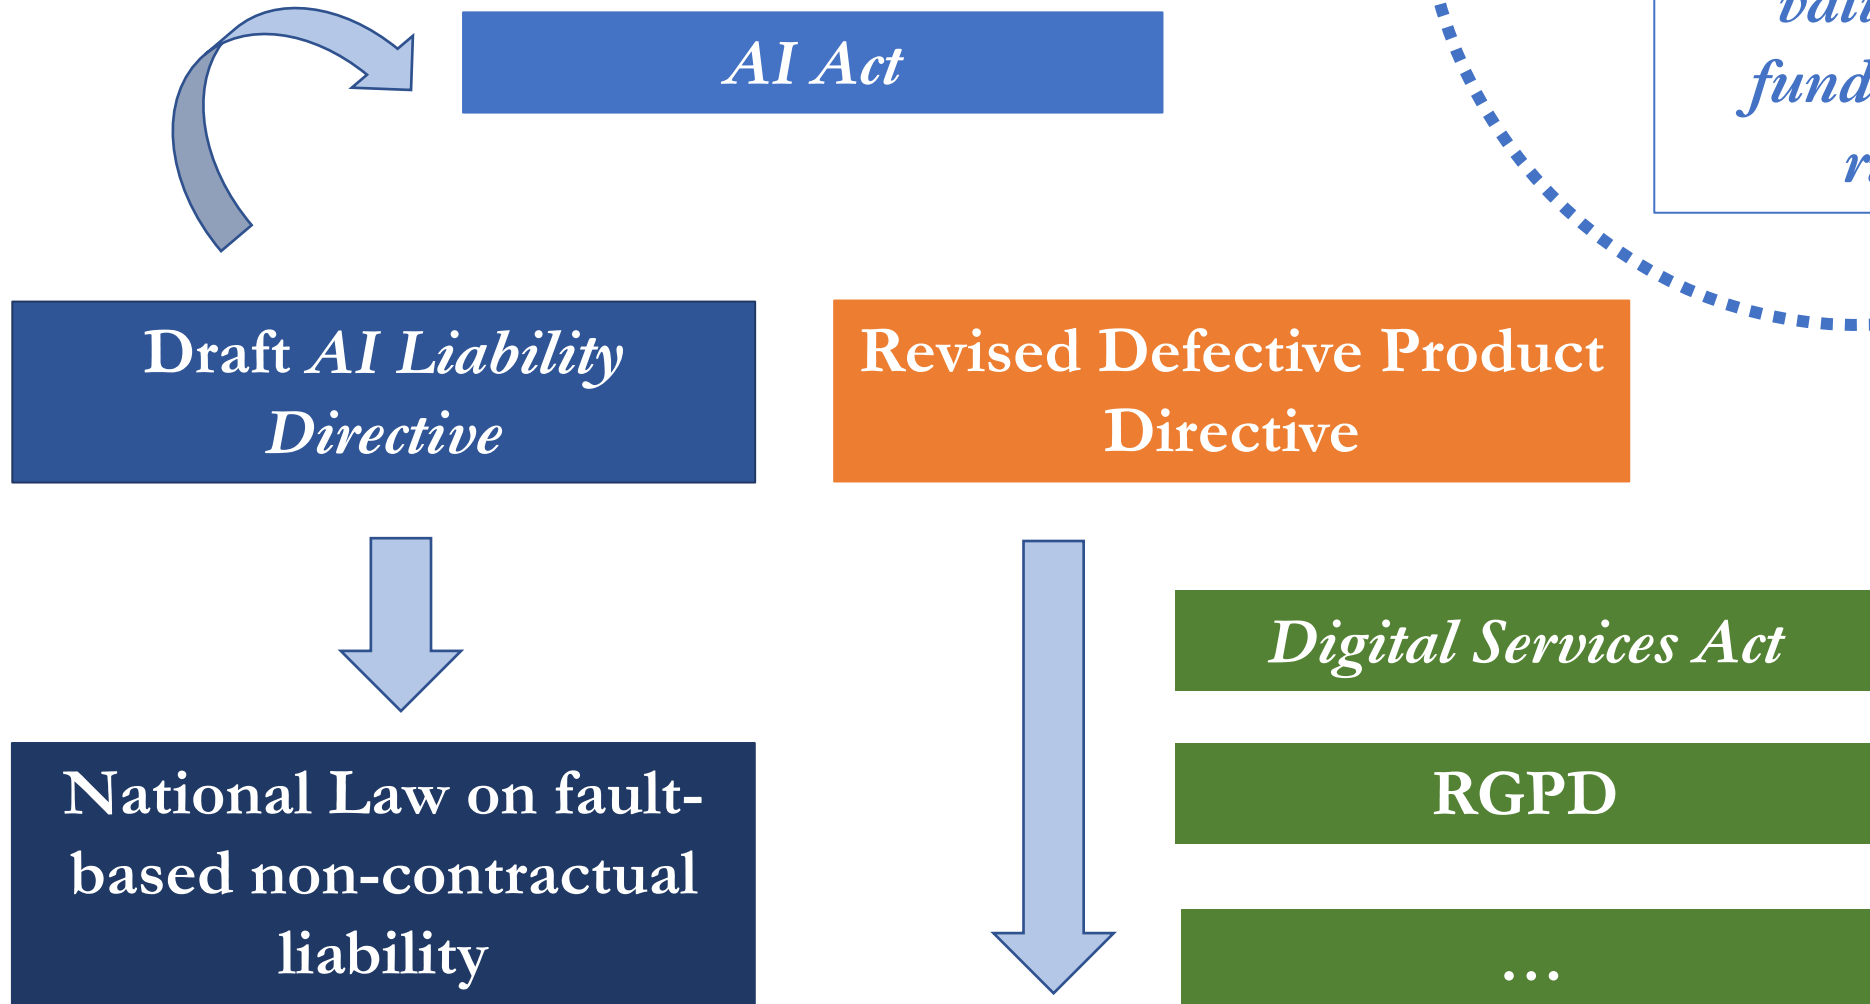 AI Act
Draft AI Liability
Directive
Revised Defective Product
Directive
Digital Services Act
RGPD
...
National Law on fault-
based non-contractual
liability